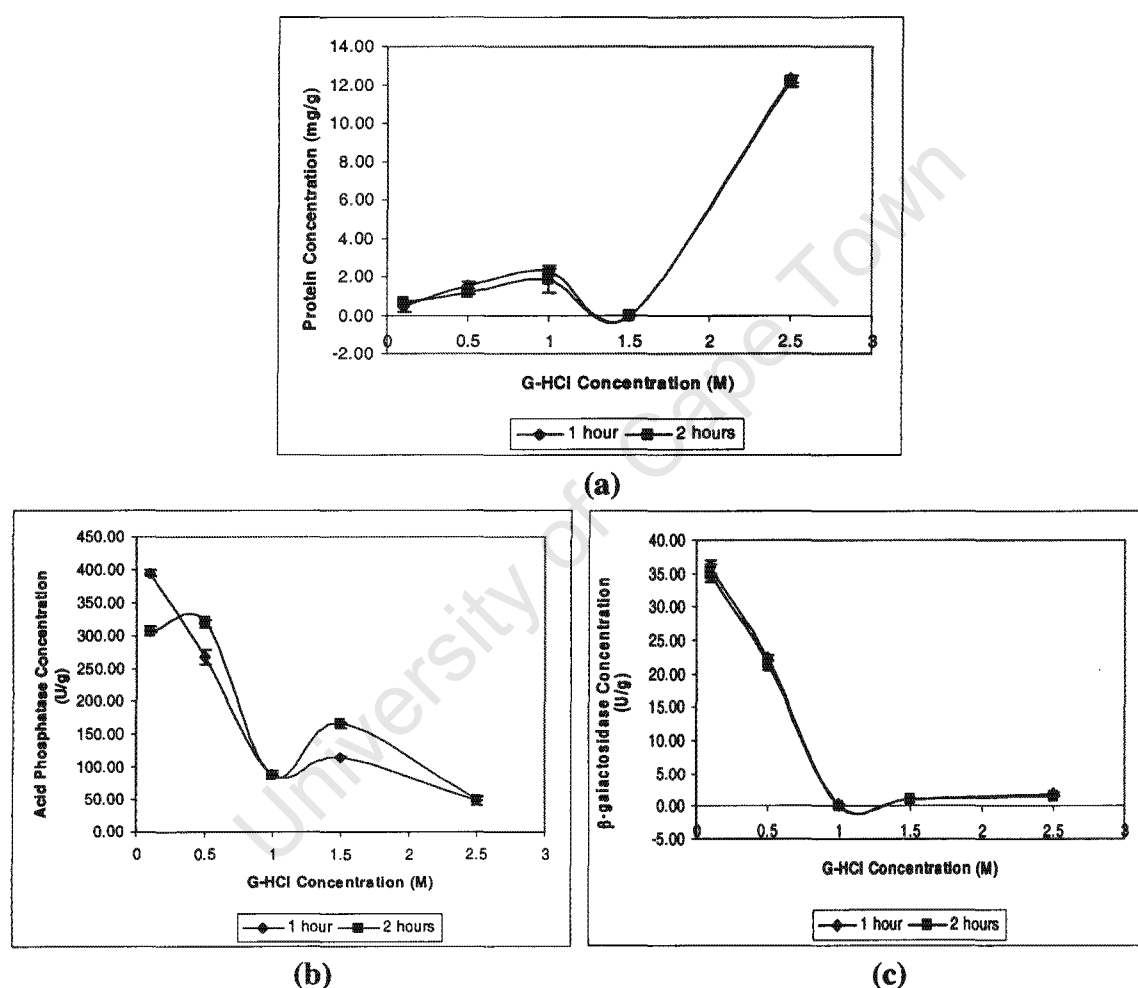 14.00
12.00
10.00
8.00
6.00
4.00
2.00
0.00
-2.00
Protein Concentration (mg/g)
0 0.5 1 1.5 2 2.5 3
G-HCl Concentration (M)
1 hour 2 hours
(a)
450.00
400.00
350.00
300.00
250.00
200.00
150.00
100.00
50.00
0.00
Acid Phosphatase Concentration
(U/g)
0 0.5 1 1.5 2 2.5 3
G-HCl Concentration (M)
1 hour 2 hours
(b)
40.00
35.00
30.00
25.00
20.00
15.00
10.00
5.00
0.00
-5.00
β-galactosidase Concentration
(U/g)
0 0.5 1 1.5 2 2.5 3
G-HCl Concentration (M)
1 hour 2 hours
(c)
University of Cape Town